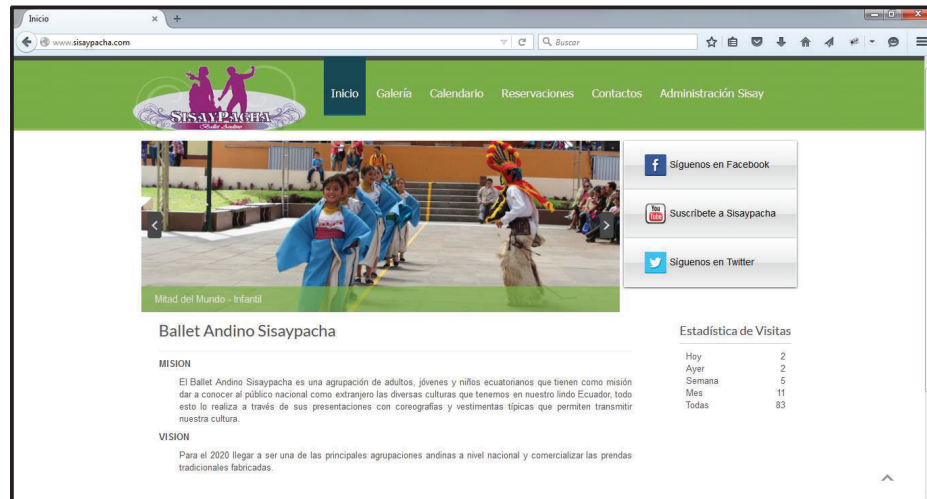 Inicio
www.sisaypacha.com
Buscar
SISAYPACHA
Ballet Andino
Inicio Galería Calendario Reservaciones Contactos Administración Sisay
Síguenos en Facebook
You Tube
Suscríbete a Sisaypacha
Síguenos en Twitter
Mitad del Mundo - Infantil
Ballet Andino Sisaypacha
MISION
El Ballet Andino Sisaypacha es una agrupación de adultos, jóvenes y niños ecuatorianos que tienen como misión
dar a conocer al público nacional como extranjero las diversas culturas que tenemos en nuestro lindo Ecuador, todo
esto lo realiza a través de sus presentaciones con coreografías y vestimentas típicas que permiten transmitir
nuestra cultura.
VISION
Para el 2020 llegar a ser una de las principales agrupaciones andinas a nivel nacional y comercializar las prendas
tradicionales fabricadas.
Estadística de Visitas
Hoy 2
Ayer 2
Semana 5
Mes 11
Todas 83